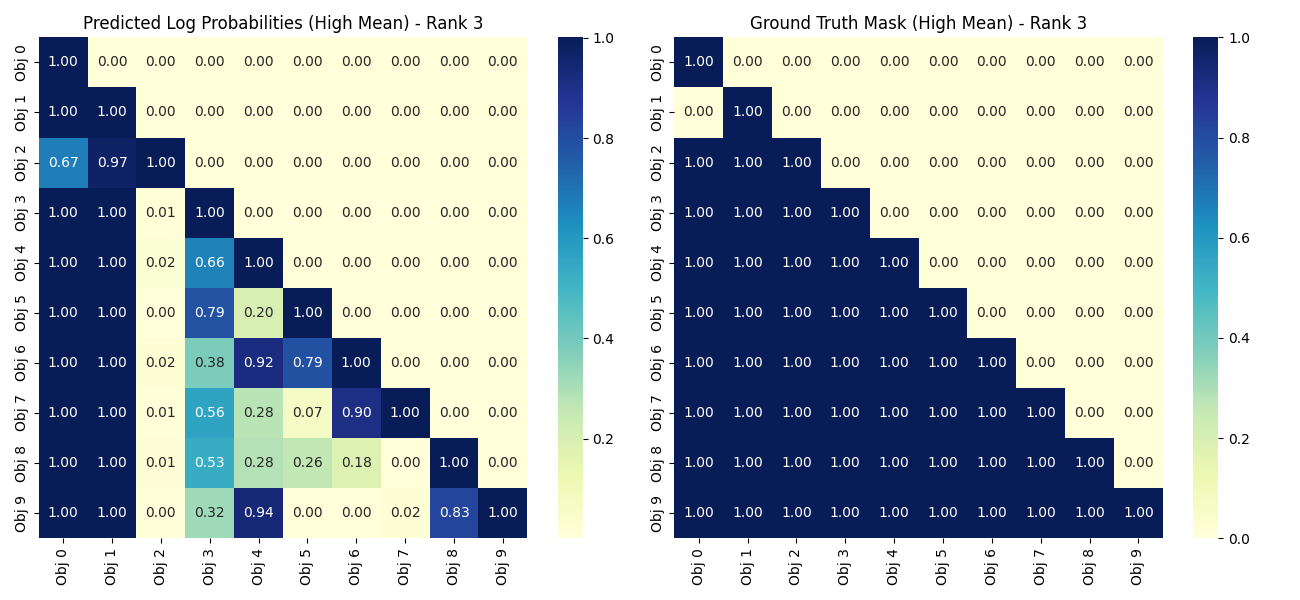 Predicted Log Probabilities (High Mean) - Rank 3
Obj 0 1.00 0.00 0.00 0.00 0.00 0.00 0.00 0.00 0.00 0.00
Obj 1 1.00 1.00 0.00 0.00 0.00 0.00 0.00 0.00 0.00 0.00
Obj 2 0.67 0.97 1.00 0.00 0.00 0.00 0.00 0.00 0.00 0.00
Obj 3 1.00 1.00 0.01 1.00 0.00 0.00 0.00 0.00 0.00 0.00
Obj 4 1.00 1.00 0.02 0.66 1.00 0.00 0.00 0.00 0.00 0.00
Obj 5 1.00 1.00 0.00 0.79 0.20 1.00 0.00 0.00 0.00 0.00
Obj 6 1.00 1.00 0.02 0.38 0.92 0.79 1.00 0.00 0.00 0.00
Obj 7 1.00 1.00 0.01 0.56 0.28 0.07 0.90 1.00 0.00 0.00
Obj 8 1.00 1.00 0.01 0.53 0.28 0.26 0.18 0.00 1.00 0.00
Obj 9 1.00 1.00 0.00 0.32 0.94 0.00 0.00 0.02 0.83 1.00
Obj 0 Obj 1 Obj 2 Obj 3 Obj 4 Obj 5 Obj 6 Obj 7 Obj 8 Obj 9
1.0
0.8
0.6
0.4
0.2
Ground Truth Mask (High Mean) - Rank 3
Obj 0 1.00 0.00 0.00 0.00 0.00 0.00 0.00 0.00 0.00 0.00
Obj 1 0.00 1.00 0.00 0.00 0.00 0.00 0.00 0.00 0.00 0.00
Obj 2 1.00 1.00 1.00 0.00 0.00 0.00 0.00 0.00 0.00 0.00
Obj 3 1.00 1.00 1.00 1.00 0.00 0.00 0.00 0.00 0.00 0.00
Obj 4 1.00 1.00 1.00 1.00 1.00 0.00 0.00 0.00 0.00 0.00
Obj 5 1.00 1.00 1.00 1.00 1.00 1.00 0.00 0.00 0.00 0.00
Obj 6 1.00 1.00 1.00 1.00 1.00 1.00 1.00 0.00 0.00 0.00
Obj 7 1.00 1.00 1.00 1.00 1.00 1.00 1.00 1.00 0.00 0.00
Obj 8 1.00 1.00 1.00 1.00 1.00 1.00 1.00 1.00 1.00 0.00
Obj 9 1.00 1.00 1.00 1.00 1.00 1.00 1.00 1.00 1.00 1.00
Obj 0 Obj 1 Obj 2 Obj 3 Obj 4 Obj 5 Obj 6 Obj 7 Obj 8 Obj 9
1.0
0.8
0.6
0.4
0.2
0.0